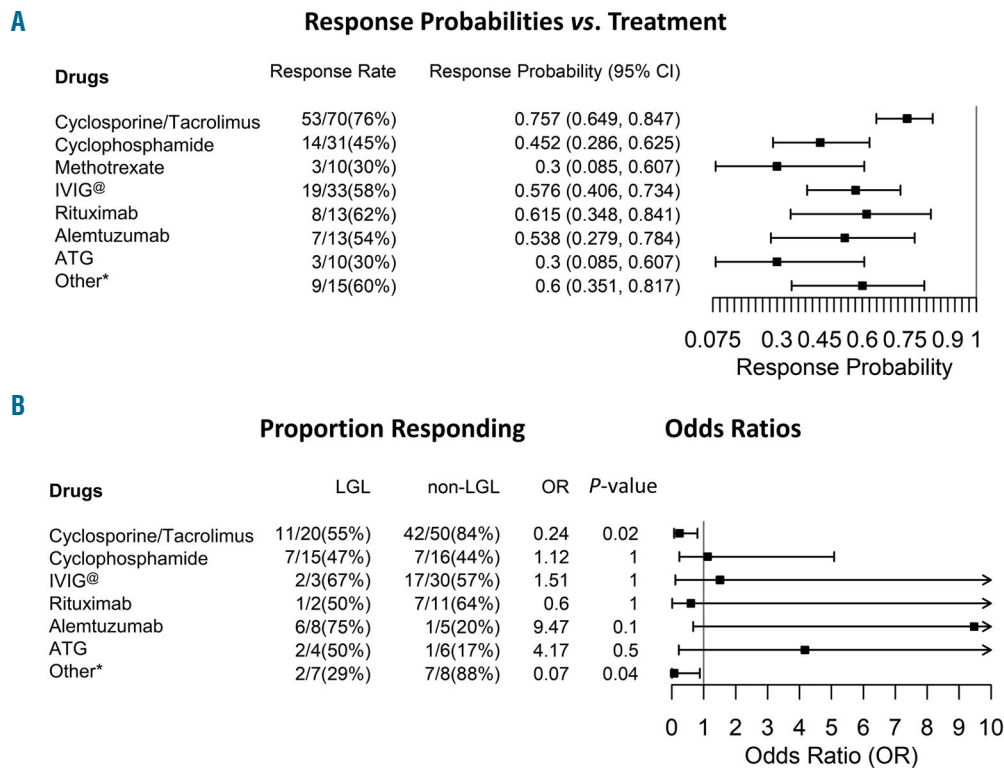 A
Response Probabilities vs. Treatment
Drugs Response Rate Response Probability (95% CI)
Cyclosporine/Tacrolimus 53/70(76%) 0.757 (0.649, 0.847)
Cyclophosphamide 14/31(45%) 0.452 (0.286, 0.625)
Methotrexate 3/10(30%) 0.3 (0.085, 0.607)
IVIG@ 19/33(58%) 0.576 (0.406, 0.734)
Rituximab 8/13(62%) 0.615 (0.348, 0.841)
Alemtuzumab 7/13(54%) 0.538 (0.279, 0.784)
ATG 3/10(30%) 0.3 (0.085, 0.607)
Other* 9/15(60%) 0.6 (0.351, 0.817)
0.075 0.3 0.45 0.6 0.75 0.9 1
Response Probability
B
Proportion Responding Odds Ratios
Drugs LGL non-LGL OR P-value
Cyclosporine/Tacrolimus 11/20(55%) 42/50(84%) 0.24 0.02
Cyclophosphamide 7/15(47%) 7/16(44%) 1.12 1
IVIG@ 2/3(67%) 17/30(57%) 1.51 1
Rituximab 1/2(50%) 7/11(64%) 0.6 1
Alemtuzumab 6/8(75%) 1/5(20%) 9.47 0.1
ATG 2/4(50%) 1/6(17%) 4.17 0.5
Other* 2/7(29%) 7/8(88%) 0.07 0.04
0 1 2 3 4 5 6 7 8 9 10
Odds Ratio (OR)